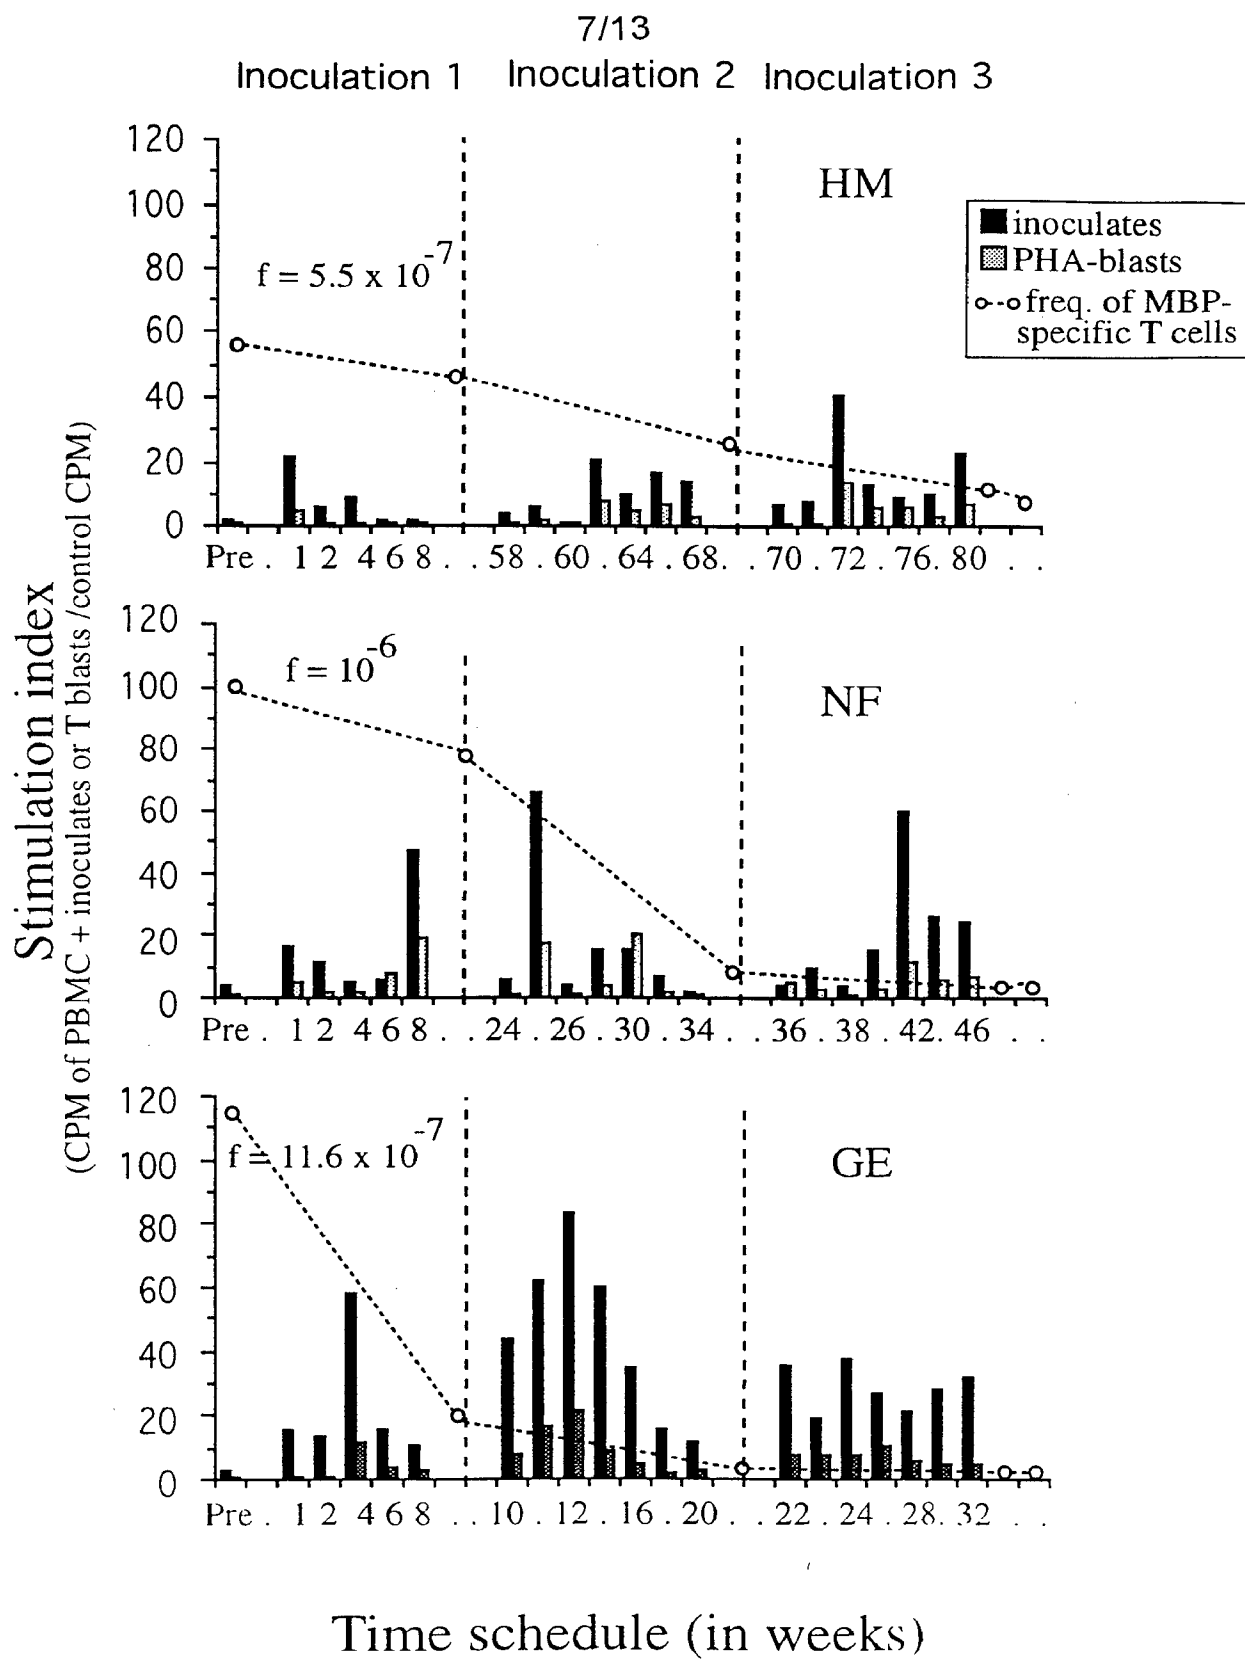 7/13
Inoculation 1 Inoculation 2 Inoculation 3
Stimulation index
(CPM of PBMC + inoculates or T blasts /control CPM)
120
100
80
60
40
20
0
f = 5.5 x 10-7
HM
inoculates
PHA-blasts
freq. of MBP-
specific T cells
Pre . 1 2 4 6 8 . . 58 . 60 . 64 . 68 . . 70 . 72 . 76. 80 . .
120
100
80
60
40
20
0
f = 10-6
NF
Pre . 1 2 4 6 8 . . 24 . 26 . 30 . 34 . . 36 . 38 . 42. 46 . .
120
100
80
60
40
20
0
f = 11.6 x 10-7
GE
Pre . 1 2 4 6 8 . . 10 . 12 . 16 . 20 . . 22 . 24 . 28. 32 . .
Time schedule (in weeks)